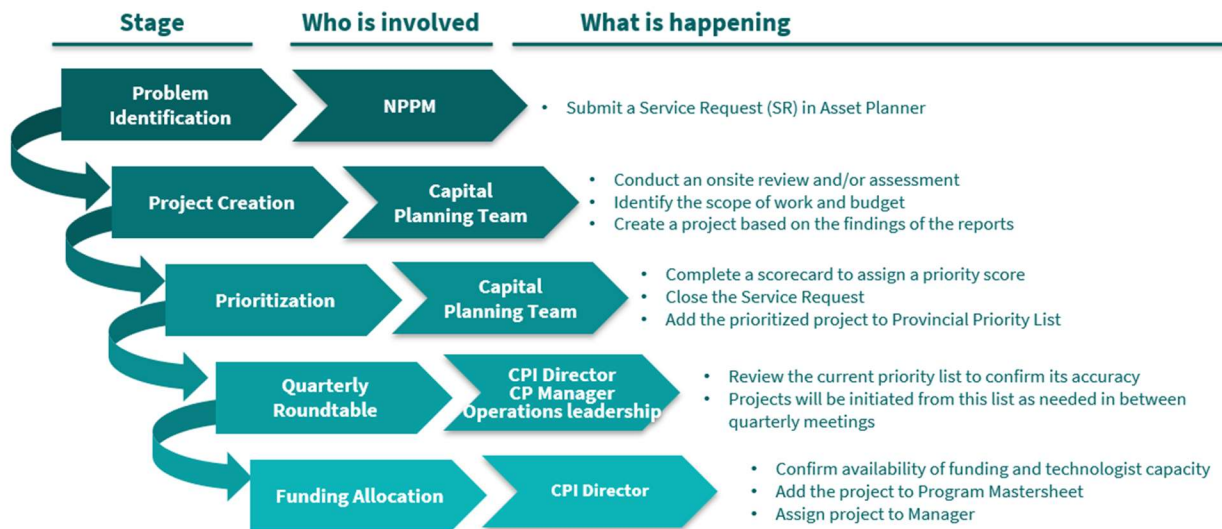 Stage
Who is involved
What is happening
Problem
Identification
NPPM
• Submit a Service Request (SR) in Asset Planner
Project Creation
Capital
Planning Team
• Conduct an onsite review and/or assessment
• Identify the scope of work and budget
• Create a project based on the findings of the reports
Prioritization
Capital
Planning Team
• Complete a scorecard to assign a priority score
• Close the Service Request
• Add the prioritized project to Provincial Priority List
Quarterly
Roundtable
CPI Director
CP Manager
Operations leadership
• Review the current priority list to confirm its accuracy
• Projects will be initiated from this list as needed in between
quarterly meetings
Funding Allocation
CPI Director
• Confirm availability of funding and technologist capacity
• Add the project to Program Mastersheet
• Assign project to Manager